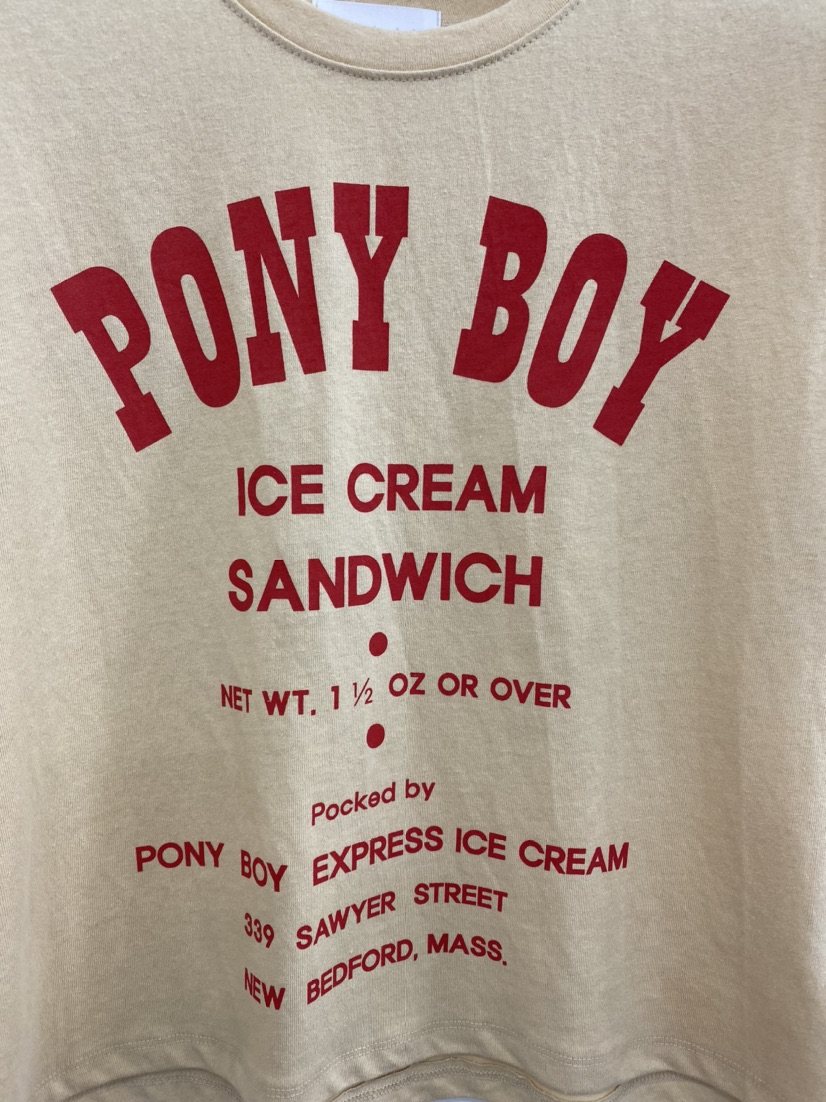 PONY BOY
ICE CREAM
SANDWICH
NET WT. 1 ½ OZ OR OVER
Pocked by
PONY BOY EXPRESS ICE CREAM
339 SAWYER STREET
NEW BEDFORD, MASS.